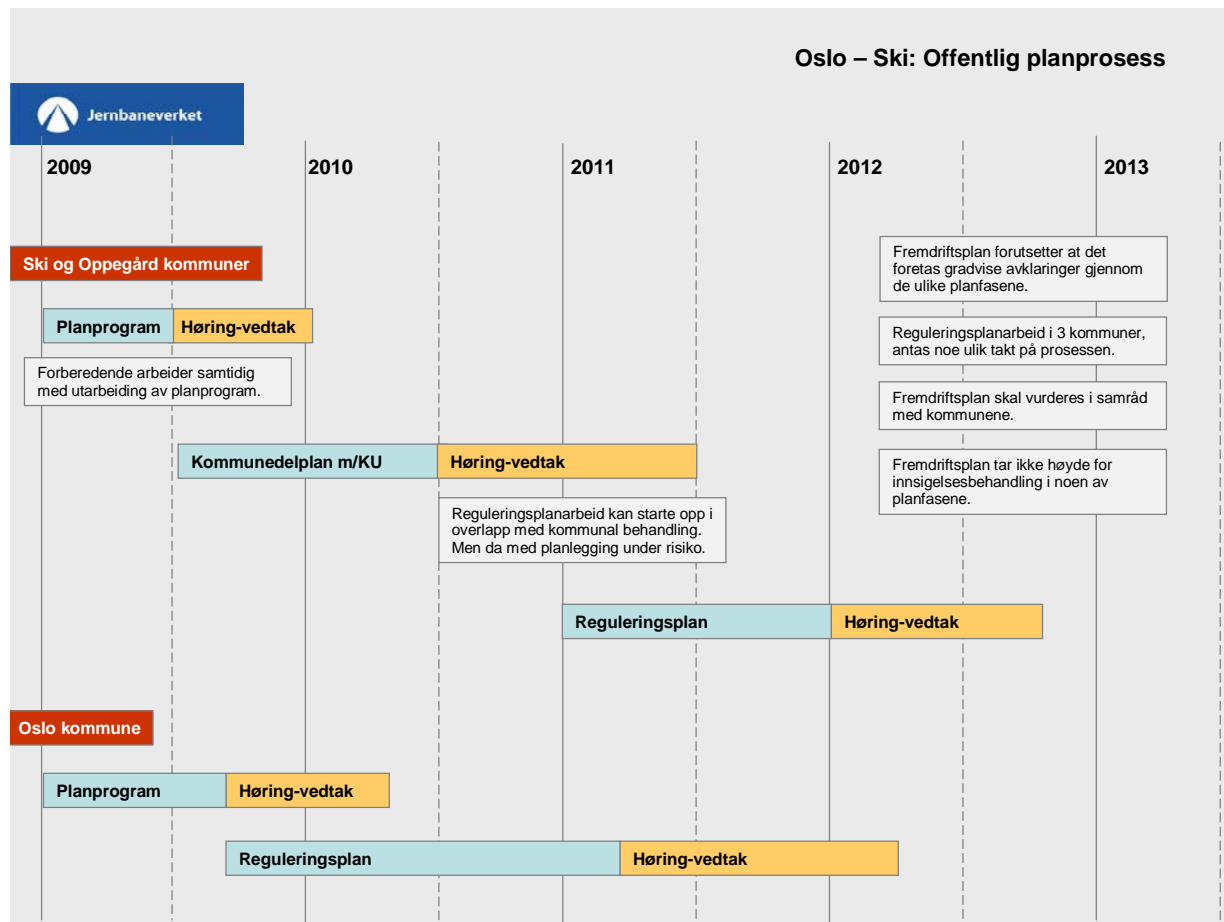 Oslo – Ski: Offentlig planprosess
Jernbaneverket
2009
2010
2011
2012
2013
Ski og Oppegård kommuner
Fremdriftsplan forutsetter at det
foretas gradvise avklaringer gjennom
de ulike planfasene.
Planprogram
Høring-vedtak
Reguleringsplanarbeid i 3 kommuner,
antas noe ulik takt på prosessen.
Forberedende arbeider samtidig
med utarbeiding av planprogram.
Fremdriftsplan skal vurderes i samråd
med kommunene.
Kommunedelplan m/KU
Høring-vedtak
Fremdriftsplan tar ikke høyde for
innsigelsesbehandling i noen av
planfasene.
Reguleringsplanarbeid kan starte opp i
overlapp med kommunal behandling.
Men da med planlegging under risiko.
Reguleringsplan
Høring-vedtak
Oslo kommune
Planprogram
Høring-vedtak
Reguleringsplan
Høring-vedtak